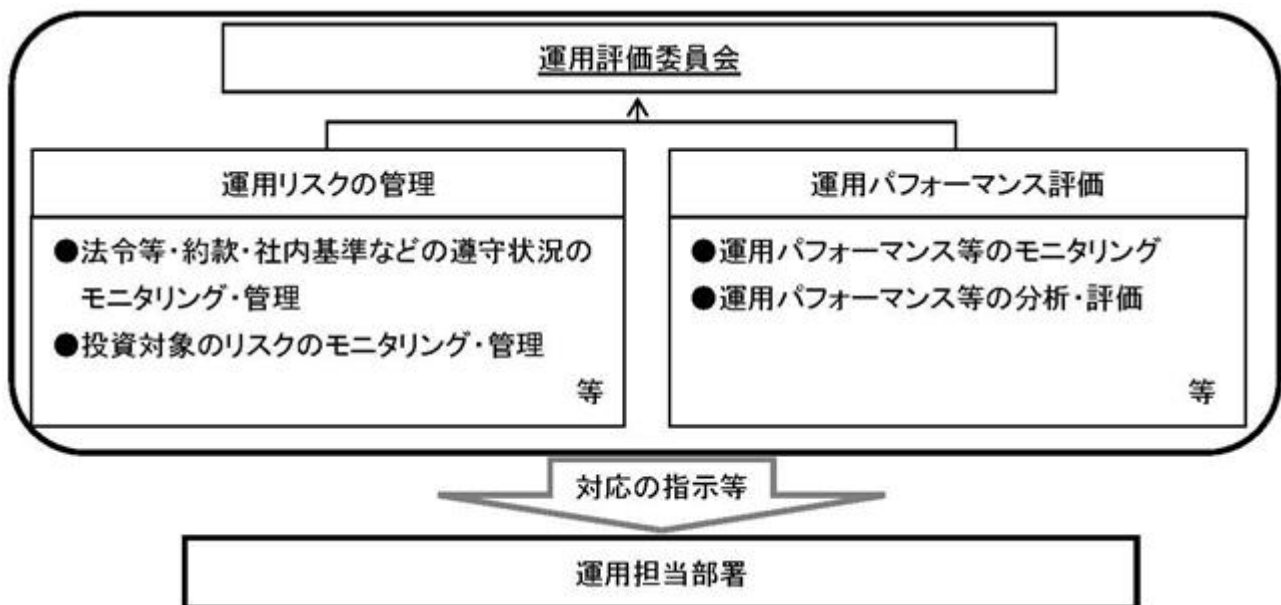 運用評価委員会
運用リスクの管理
●法令等・約款・社内基準などの遵守状況の
モニタリング・管理
●投資対象のリスクのモニタリング・管理
等
運用パフォーマンス評価
●運用パフォーマンス等のモニタリング
●運用パフォーマンス等の分析・評価
等
対応の指示等
運用担当部署